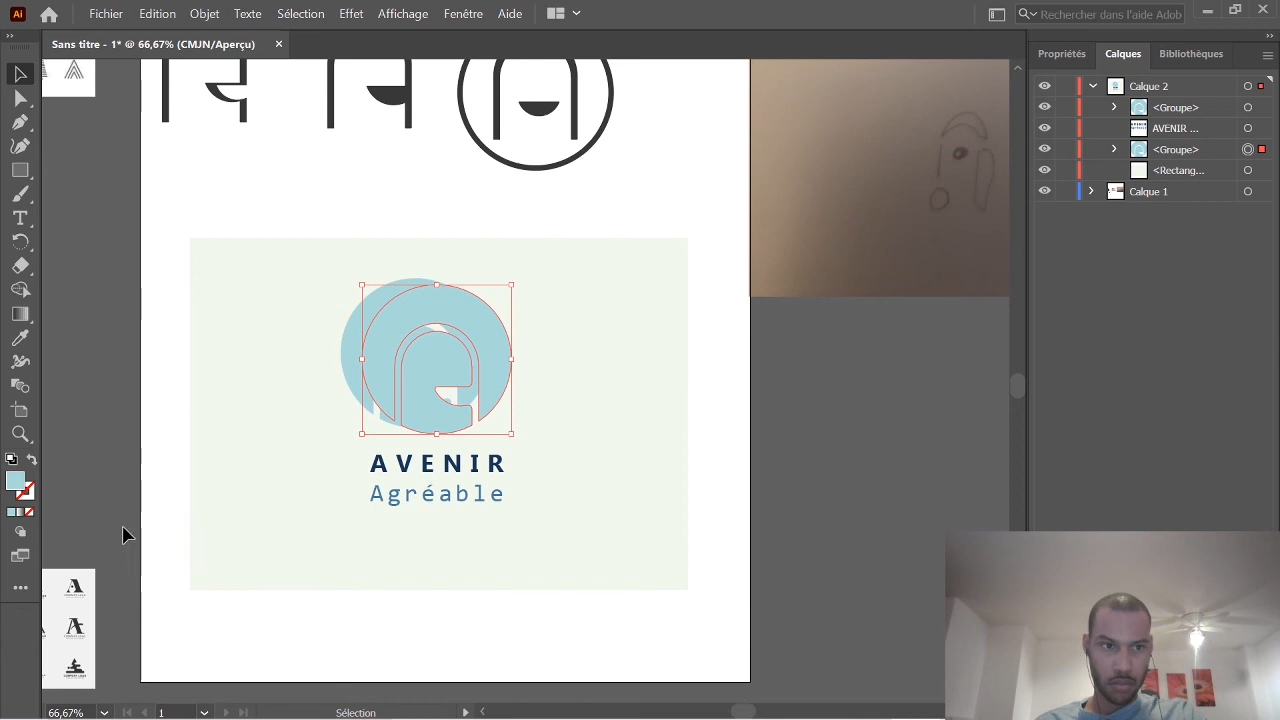 Ai
Fichier Edition Objet Texte Sélection Effet Affichage Fenêtre Aide
Rechercher dans l'aide Adob
Sans titre - 1* @ 66,67% (CMJN/Aperçu) ×
Propriétés Calques Bibliothèques
Calque 2
<Groupe>
AVENIR ...
<Groupe>
<Rectang...
Calque 1
AVENIR
Agréable
66,67% 1 Sélection